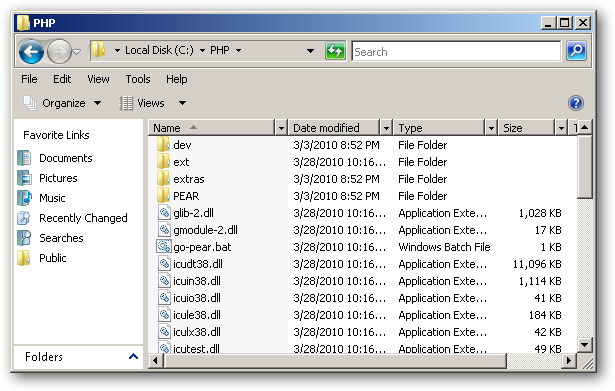 PHP
Local Disk (C:) PHP Search
File Edit View Tools Help
Organize Views
Favorite Links
Documents
Pictures
Music
Recently Changed
Searches
Public
Folders
Name Date modified Type Size T
dev 3/3/2010 8:52 PM File Folder
ext 3/28/2010 10:16... File Folder
extras 3/3/2010 8:52 PM File Folder
PEAR 3/3/2010 8:52 PM File Folder
glib-2.dll 3/28/2010 10:16... Application Exte... 1,028 KB
gmodule-2.dll 3/28/2010 10:16... Application Exte... 17 KB
go-pear.bat 3/28/2010 10:16... Windows Batch File 1 KB
icudt38.dll 3/28/2010 10:16... Application Exte... 11,096 KB
icuin38.dll 3/28/2010 10:16... Application Exte... 1,114 KB
icuio38.dll 3/28/2010 10:16... Application Exte... 41 KB
icule38.dll 3/28/2010 10:16... Application Exte... 184 KB
iculx38.dll 3/28/2010 10:16... Application Exte... 42 KB
icutest.dll 3/28/2010 10:16... Application Exte... 49 KB